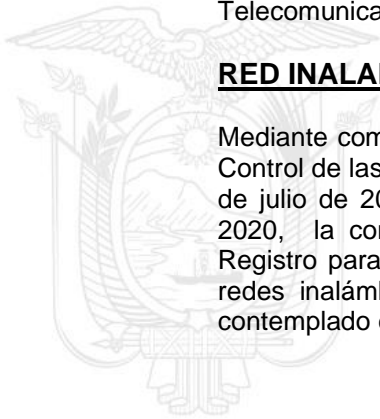 Telecomunica
RED INALA
Mediante com
Control de las
de julio de 20
2020, la con
Registro para
redes inalámb
contemplado